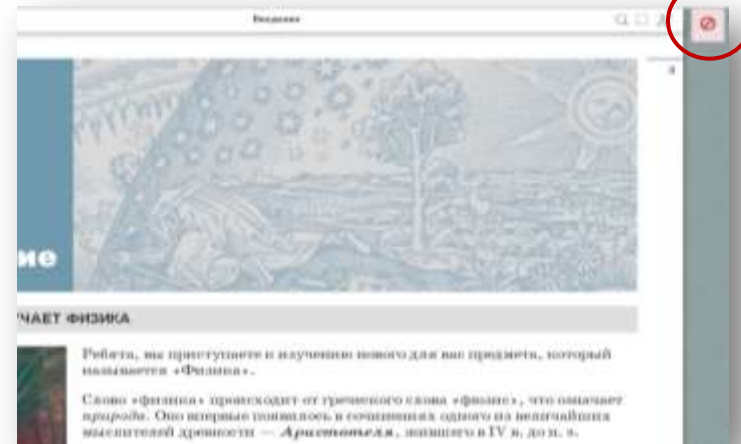 Введение
ие
ЧАЕТ ФИЗИКА
Ребята, вы приступаете к изучению нового для вас предмета, который
называется «Физика».
Слово «физика» происходит от греческого слова «фюзис», что означает
природа. Оно впервые появилось в сочинениях одного из величайших
мыслителей древности — Аристотеля, жившего в IV в. до н. э.